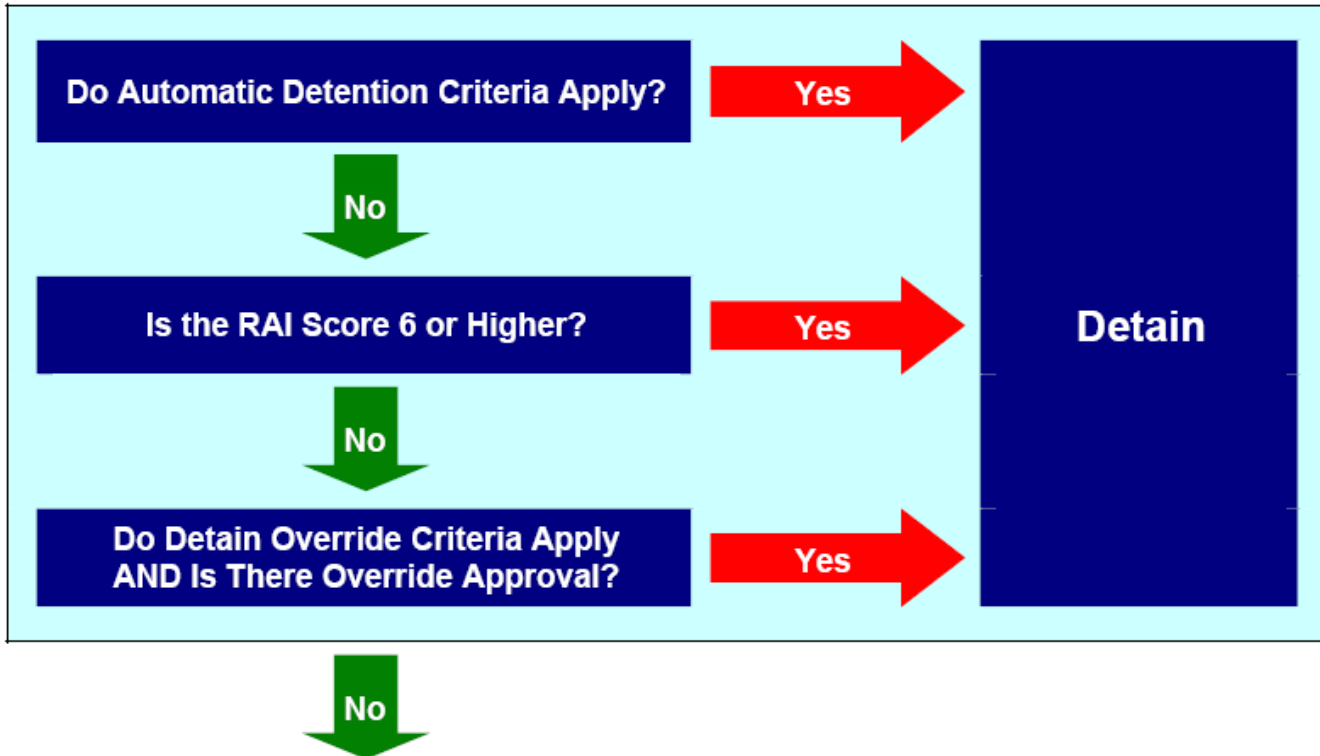 Do Automatic Detention Criteria Apply?
Yes
No
Is the RAI Score 6 or Higher?
Yes
Detain
No
Do Detain Override Criteria Apply
AND Is There Override Approval?
Yes
No